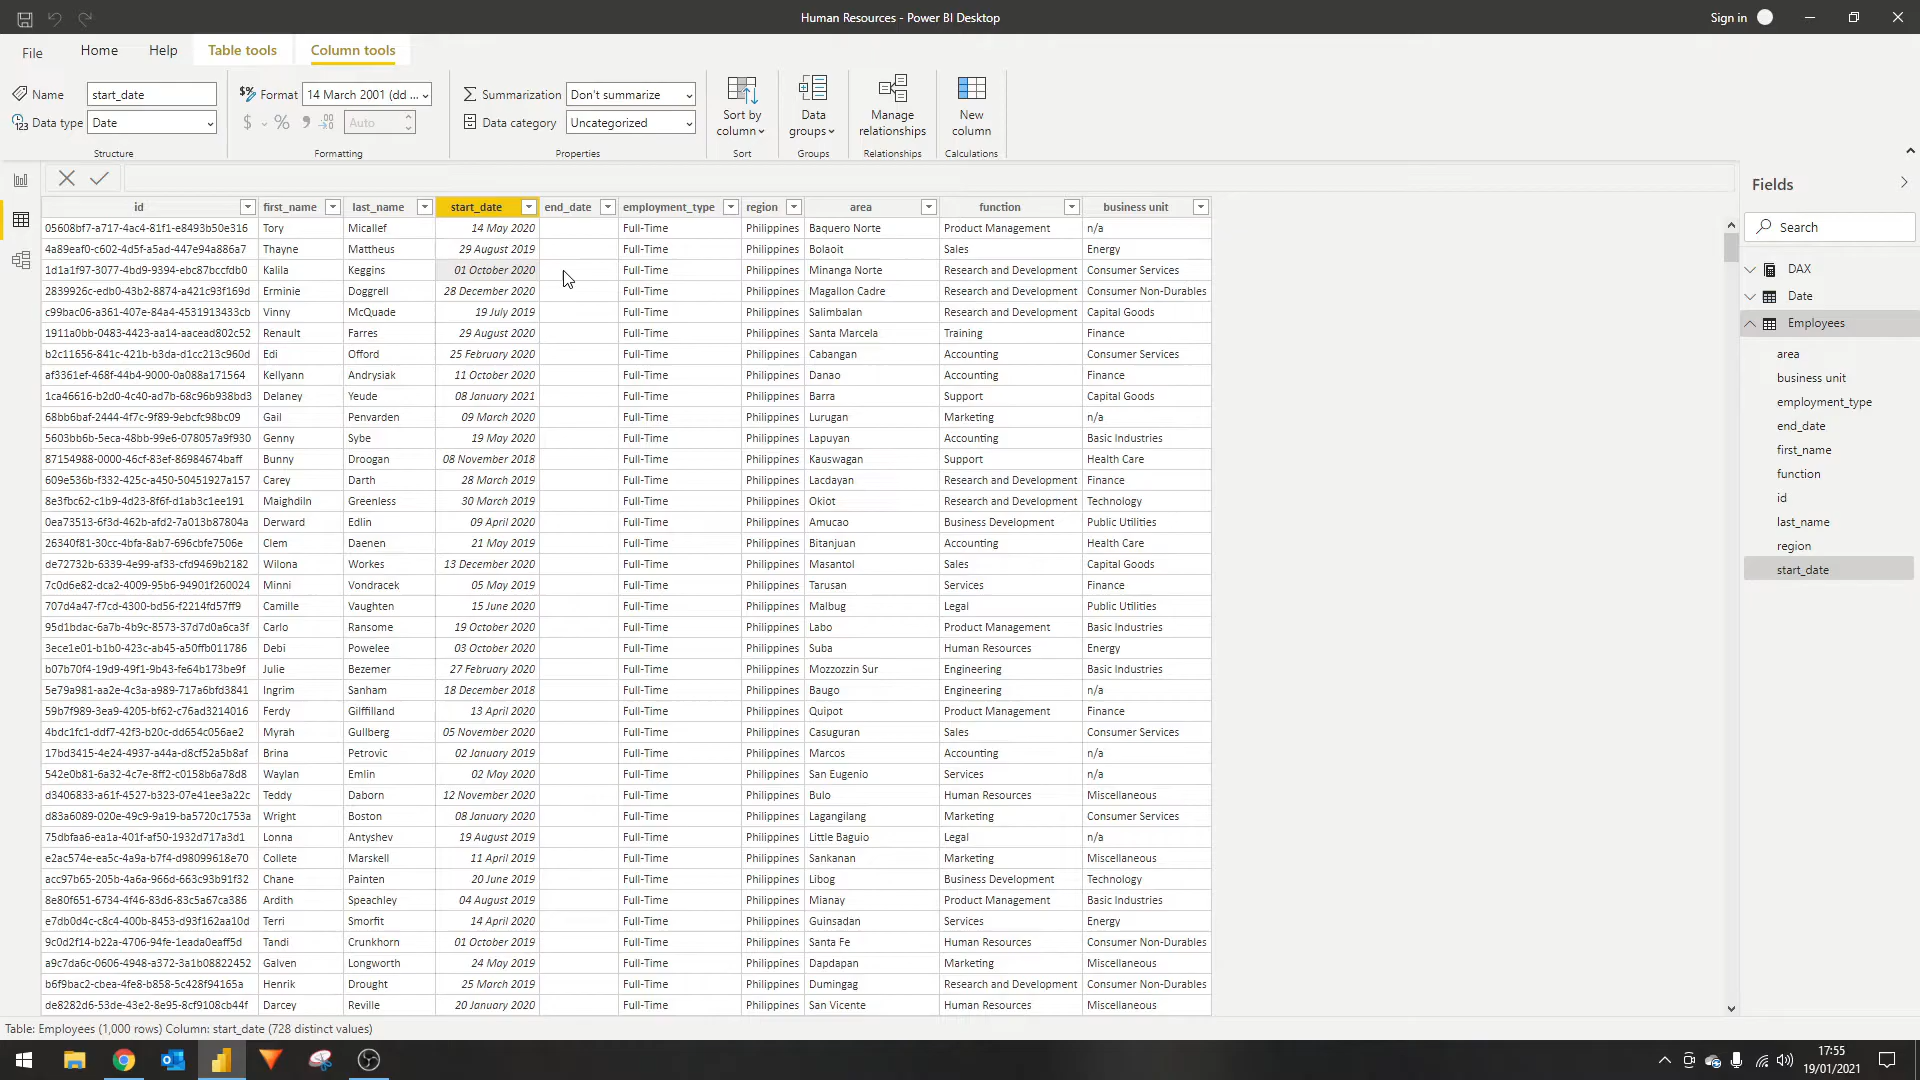 Human Resources - Power BI Desktop
Sign in
File
Home
Help
Table tools
Column tools
Name
start_date
Data type
Date
Structure
Format
14 March 2001 (dd ...
$ % Auto
Formatting
Summarization
Don't summarize
Data category
Uncategorized
Properties
Sort by column
Sort
Data groups
Groups
Manage relationships
Relationships
New column
Calculations
id first_name last_name start_date end_date employment_type region area function business unit
05608bf7-a717-4ac4-81f1-e8493b50e316 Tory Micallef 14 May 2020 Full-Time Philippines Baquero Norte Product Management n/a
4a89eaf0-c602-4d5f-a5ad-447e94a886a7 Thayne Mattheus 29 August 2019 Full-Time Philippines Bolaoit Sales Energy
1d1a1f97-3077-4bd9-9394-ebc87bccfdb0 Kalila Keggins 01 October 2020 Full-Time Philippines Minanga Norte Research and Development Consumer Services
2839926c-edb0-43b2-8874-a421c93f169d Erminie Doggrell 28 December 2020 Full-Time Philippines Magallon Cadre Research and Development Consumer Non-Durables
c99bac06-a361-407e-84a4-4531913433cb Vinny McQuade 19 July 2019 Full-Time Philippines Salimbalan Research and Development Capital Goods
1911a0bb-0483-4423-aa14-aacead802c52 Renault Farres 29 August 2020 Full-Time Philippines Santa Marcela Training Finance
b2c11656-841c-421b-b3da-d1cc213c960d Edi Offord 25 February 2020 Full-Time Philippines Cabangan Accounting Consumer Services
af3361ef-468f-44b4-9000-0a088a171564 Kellyann Andrysiak 11 October 2020 Full-Time Philippines Danao Accounting Finance
1ca46616-b2d0-4c40-ad7b-68c96b938bd3 Delaney Yeude 08 January 2021 Full-Time Philippines Barra Support Capital Goods
68bb6baf-2444-4f7c-9f89-9ebcfc98bc09 Gail Penvarden 09 March 2020 Full-Time Philippines Lurugan Marketing n/a
5603bb6b-5eca-48bb-99e6-078057a9f930 Genny Sybe 19 May 2020 Full-Time Philippines Lapuyan Accounting Basic Industries
87154988-0000-46cf-83ef-86984674baff Bunny Droogan 08 November 2018 Full-Time Philippines Kauswagan Support Health Care
609e536b-f332-425c-a450-50451927a157 Carey Darth 28 March 2019 Full-Time Philippines Lacdayan Research and Development Finance
8e3fbc62-c1b9-4d23-8f6f-d1ab3c1ee191 Maighdiln Greenless 30 March 2019 Full-Time Philippines Okiot Research and Development Technology
0ea73513-6f3d-462b-afd2-7a013b87804a Derward Edlin 09 April 2020 Full-Time Philippines Amucao Business Development Public Utilities
26340f81-30cc-4bfa-8ab7-696cbfe7506e Clem Daenen 21 May 2019 Full-Time Philippines Bitanjuan Accounting Health Care
de72732b-6339-4e99-af33-cfd9469b2182 Wilona Workes 13 December 2020 Full-Time Philippines Masantol Sales Capital Goods
7c0d6e82-dca2-4009-95b6-94901f260024 Minni Vondracek 05 May 2019 Full-Time Philippines Tarusan Services Finance
707d4a47-f7cd-4300-bd56-f2214fd57ff9 Camille Vaughten 15 June 2020 Full-Time Philippines Malbug Legal Public Utilities
95d1bdac-6a7b-4b9c-8573-37d7d0a6ca3f Carlo Ransome 19 October 2020 Full-Time Philippines Labo Product Management Basic Industries
3ece1e01-b1b0-423c-ab45-a50ffb011786 Debi Powelee 03 October 2020 Full-Time Philippines Suba Human Resources Energy
b07b70f4-19d9-49f1-9b43-fe64b173be9f Julie Bezemer 27 February 2020 Full-Time Philippines Mozzozzin Sur Engineering Basic Industries
5e79a981-aa2e-4c3a-a989-717a6bfd3841 Ingrim Sanham 18 December 2018 Full-Time Philippines Baugo Engineering n/a
59b7f989-3ea9-4205-bf62-c76ad3214016 Ferdy Gilffilland 13 April 2020 Full-Time Philippines Quipot Product Management Finance
4bdc1fc1-ddf7-42f3-b20c-dd654c056ae2 Myrah Gullberg 05 November 2020 Full-Time Philippines Casuguran Sales Consumer Services
17bd3415-4e24-4937-a44a-d8cf52a5b8af Brina Petrovic 02 January 2019 Full-Time Philippines Marcos Accounting n/a
542e0b81-6a32-4c7e-8ff2-c0158b6a78d8 Waylan Emlin 02 May 2020 Full-Time Philippines San Eugenio Services n/a
d3406833-a61f-4527-b323-07e41ee3a22c Teddy Daborn 12 November 2020 Full-Time Philippines Bulo Human Resources Miscellaneous
d83a6089-020e-49c9-9a19-ba5720c1753a Wright Boston 08 January 2020 Full-Time Philippines Lagangilang Marketing Consumer Services
75dbfaa6-ea1a-401f-af50-1932d717a3d1 Lonna Antyshev 19 August 2019 Full-Time Philippines Little Baguio Legal n/a
e2ac574e-ea5c-4a9a-b7f4-d98099618e70 Collete Marskell 11 April 2019 Full-Time Philippines Sankanan Marketing Miscellaneous
acc97b65-205b-4a6a-966d-663c93b91f32 Chane Painten 20 June 2019 Full-Time Philippines Libog Business Development Technology
8e80f651-6734-4f46-83d6-83c5a67ca386 Ardith Speachley 04 August 2019 Full-Time Philippines Mianay Product Management Basic Industries
e7db0d4c-c8c4-400b-8453-d93f162aa10d Terri Smorfit 14 April 2020 Full-Time Philippines Guinsadan Services Energy
9c0d2f14-b22a-4706-94fe-1eada0eaff5d Tandi Crunkhorn 01 October 2019 Full-Time Philippines Santa Fe Human Resources Consumer Non-Durables
a9c7da6c-0606-4948-a372-3a1b08822452 Galven Longworth 24 May 2019 Full-Time Philippines Dapdapan Marketing Miscellaneous
b6f9bac2-cbea-4fe8-b858-5c428f94165a Henrik Drought 25 March 2019 Full-Time Philippines Dumingag Research and Development Consumer Non-Durables
de8282d6-53de-43e2-8e95-8cf9108cb44f Darcey Reville 20 January 2020 Full-Time Philippines San Vicente Human Resources Miscellaneous
Table: Employees (1,000 rows) Column: start_date (728 distinct values)
Fields
Search
DAX
Date
Employees
area
business unit
employment_type
end_date
first_name
function
id
last_name
region
start_date
17:55
19/01/2021